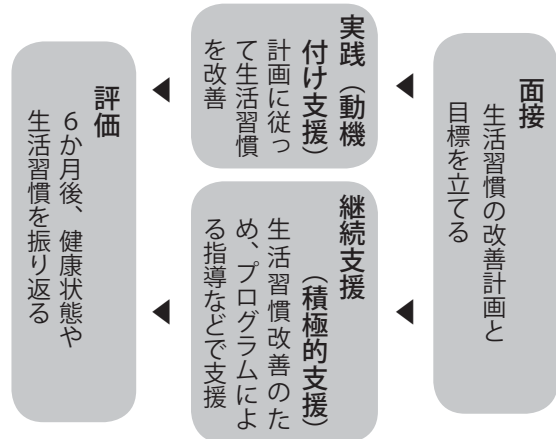 面接
生活習慣の改善計画と
目標を立てる
実践（動機
付け支援）
計画に従っ
て生活習慣
を改善
継続支援
（積極的支援）
生活習慣改善のた
め、プログラムによ
る指導などで支援
評価
６か月後、健康状態や
生活習慣を振り返る